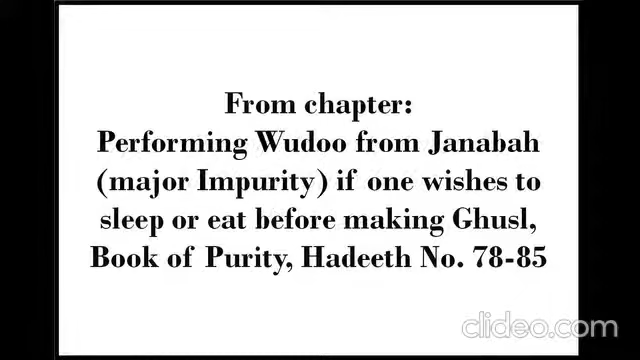 From chapter:
Performing Wudoo from Janabah
(major Impurity) if one wishes to
sleep or eat before making Ghusl,
Book of Purity, Hadeeth No. 78-85
clideo.com